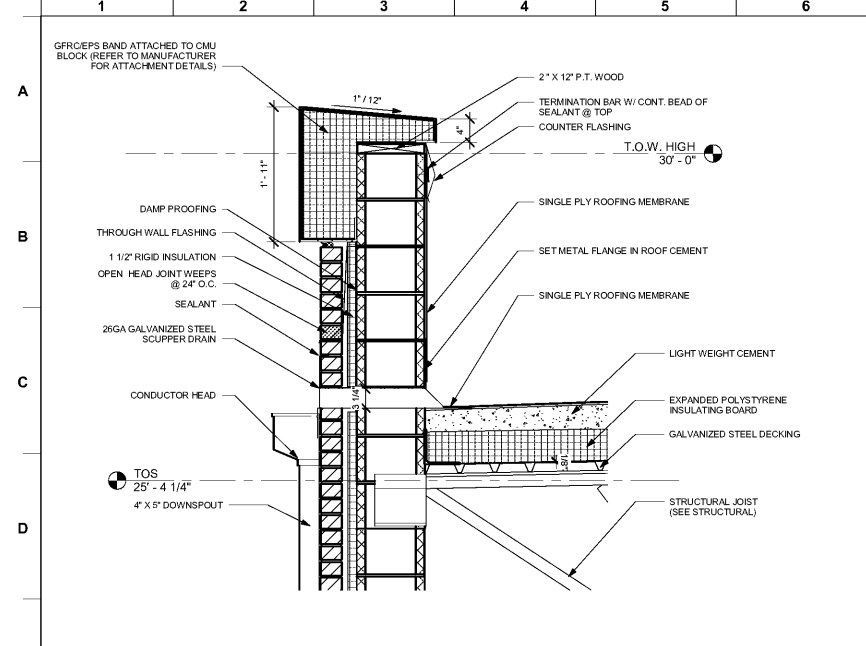 1 2 3 4 5 6
A
B
C
D
GFRC/EPS BAND ATTACHED TO CMU
BLOCK (REFER TO MANUFACTURER
FOR ATTACHMENT DETAILS)
1" / 12"
4"
1' - 11"
2" X 12" P.T. WOOD
TERMINATION BAR W/ CONT. BEAD OF
SEALANT @ TOP
COUNTER FLASHING
T.O.W. HIGH
30' - 0"
DAMP PROOFING
THROUGH WALL FLASHING
1 1/2" RIGID INSULATION
OPEN HEAD JOINT WEEPS
@ 24" O.C.
SEALANT
26GA GALVANIZED STEEL
SCUPPER DRAIN
CONDUCTOR HEAD
SINGLE PLY ROOFING MEMBRANE
SET METAL FLANGE IN ROOF CEMENT
SINGLE PLY ROOFING MEMBRANE
3 1/4"
LIGHT WEIGHT CEMENT
EXPANDED POLYSTYRENE
INSULATING BOARD
GALVANIZED STEEL DECKING
TOS
25' - 4 1/4"
4" X 5" DOWNSPOUT
STRUCTURAL JOIST
(SEE STRUCTURAL)